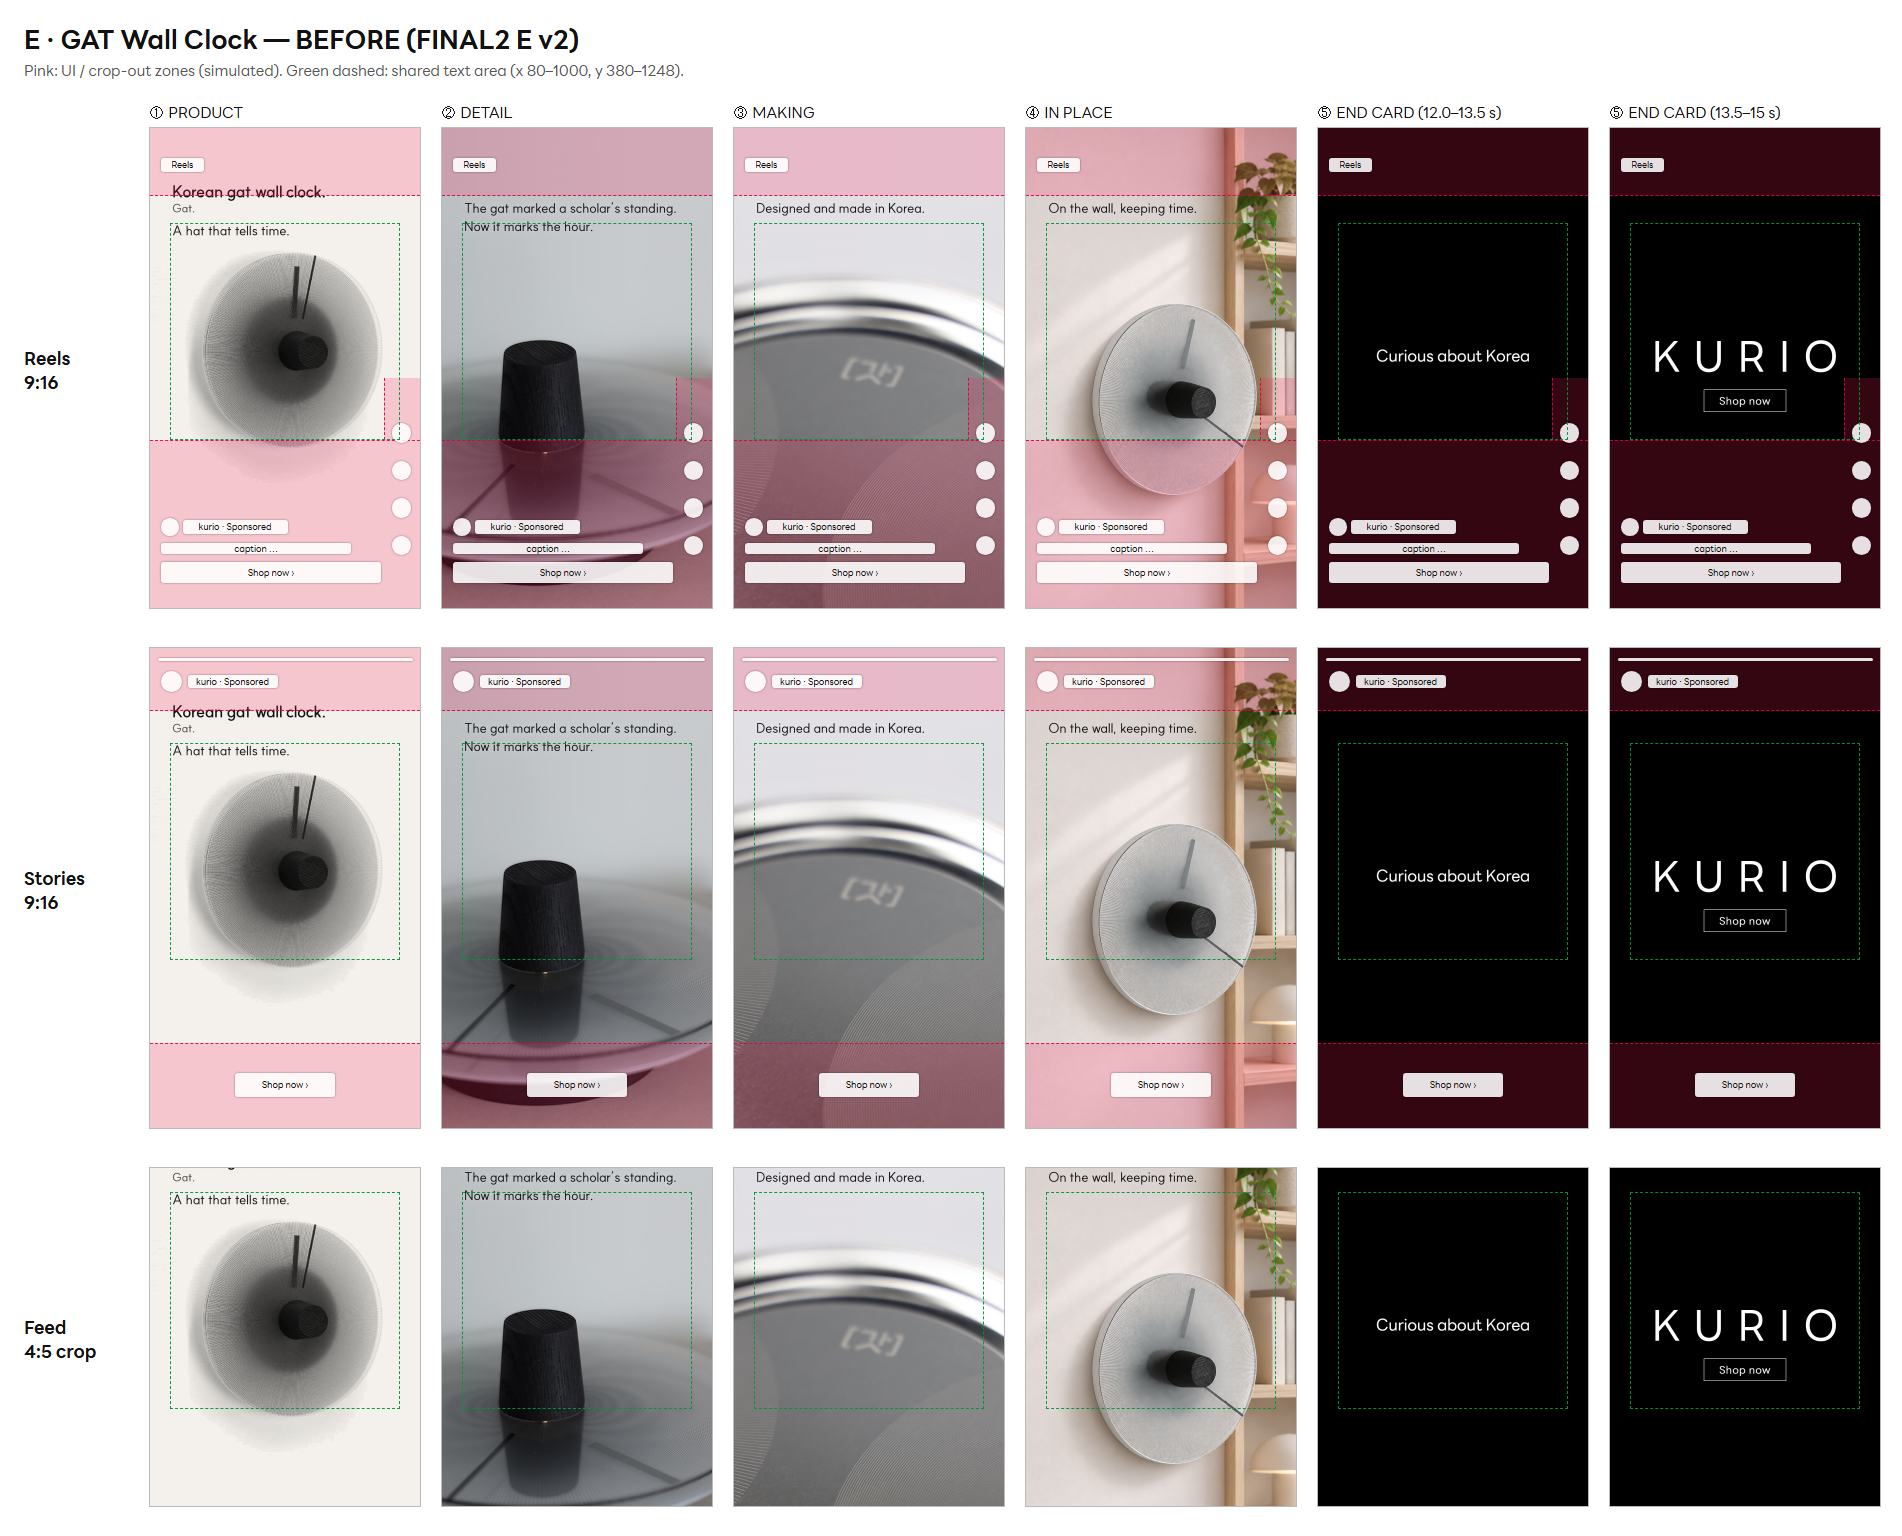 E · GAT Wall Clock — BEFORE (FINAL2 E v2)
Pink: UI / crop-out zones (simulated). Green dashed: shared text area (x 80–1000, y 380–1248).
① PRODUCT
② DETAIL
③ MAKING
④ IN PLACE
⑤ END CARD (12.0–13.5 s)
⑤ END CARD (13.5–15 s)
Reels
9:16
Reels
Korean gat wall clock.
Gat.
A hat that tells time.
kurio · Sponsored
caption ...
Shop now ›
Reels
The gat marked a scholar's standing.
Now it marks the hour.
kurio · Sponsored
caption ...
Shop now ›
Reels
Designed and made in Korea.
[갓]
kurio · Sponsored
caption ...
Shop now ›
Reels
On the wall, keeping time.
kurio · Sponsored
caption ...
Shop now ›
Reels
Curious about Korea
kurio · Sponsored
caption ...
Shop now ›
Reels
KURIO
Shop now
kurio · Sponsored
caption ...
Shop now ›
Stories
9:16
kurio · Sponsored
Korean gat wall clock.
Gat.
A hat that tells time.
Shop now ›
kurio · Sponsored
The gat marked a scholar's standing.
Now it marks the hour.
Shop now ›
kurio · Sponsored
Designed and made in Korea.
[갓]
Shop now ›
kurio · Sponsored
On the wall, keeping time.
Shop now ›
kurio · Sponsored
Curious about Korea
Shop now ›
kurio · Sponsored
KURIO
Shop now
Shop now ›
Feed
4:5 crop
Gat.
A hat that tells time.
The gat marked a scholar's standing.
Now it marks the hour.
Designed and made in Korea.
[갓]
On the wall, keeping time.
Curious about Korea
KURIO
Shop now